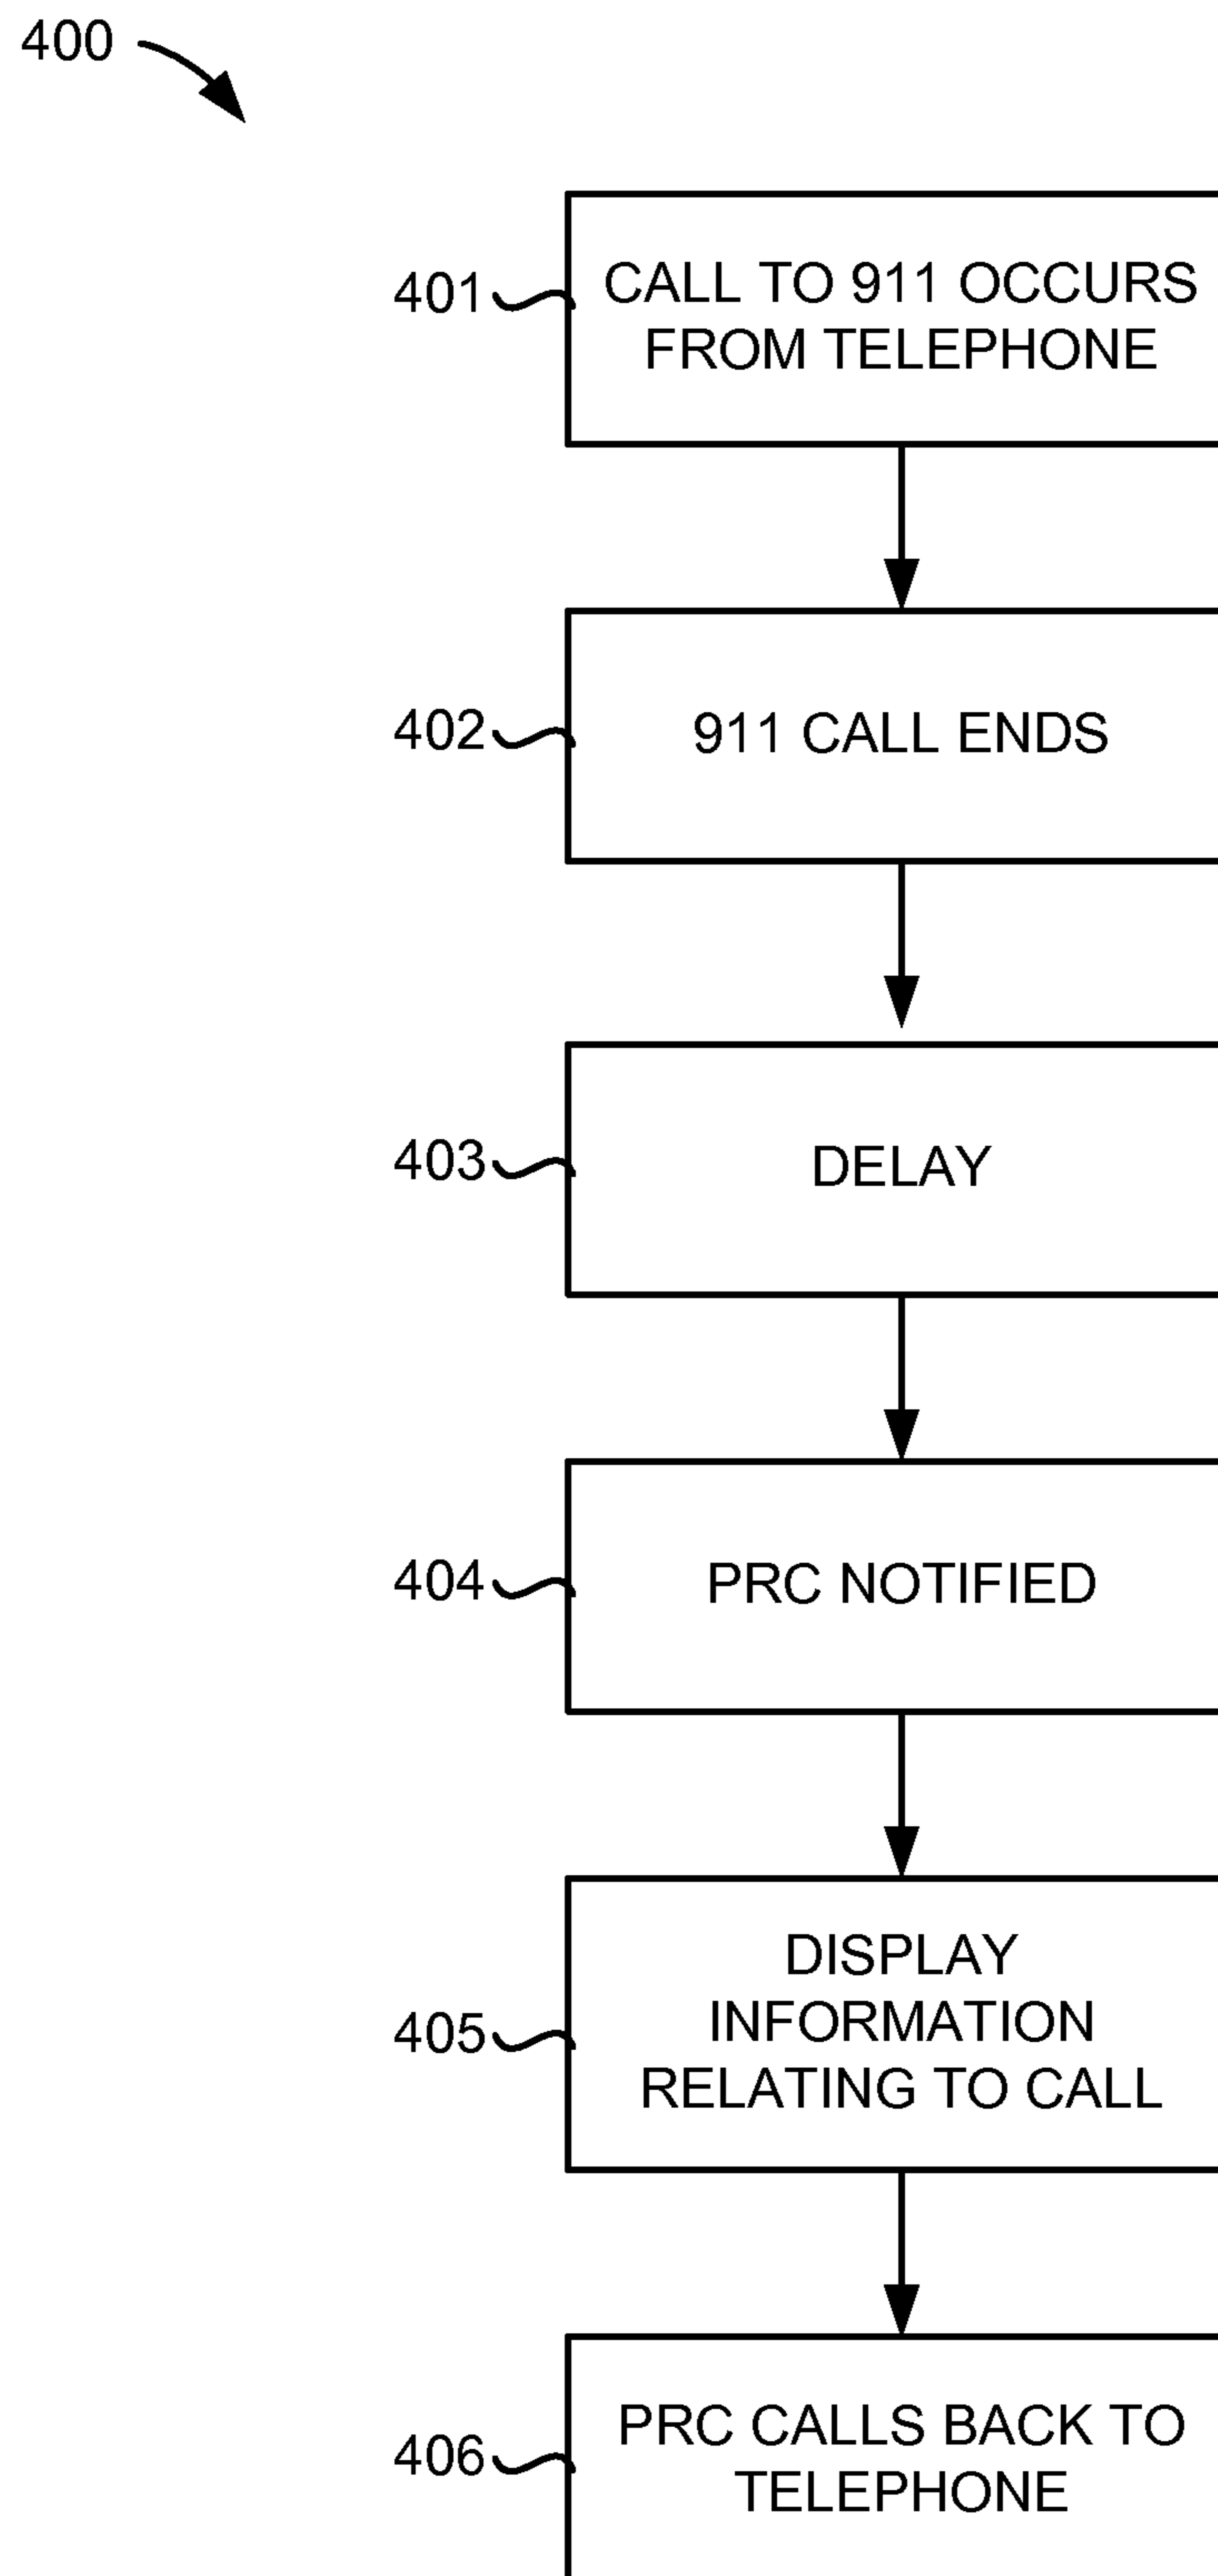 400
401
CALL TO 911 OCCURS
FROM TELEPHONE
402
911 CALL ENDS
403
DELAY
404
PRC NOTIFIED
405
DISPLAY
INFORMATION
RELATING TO CALL
406
PRC CALLS BACK TO
TELEPHONE